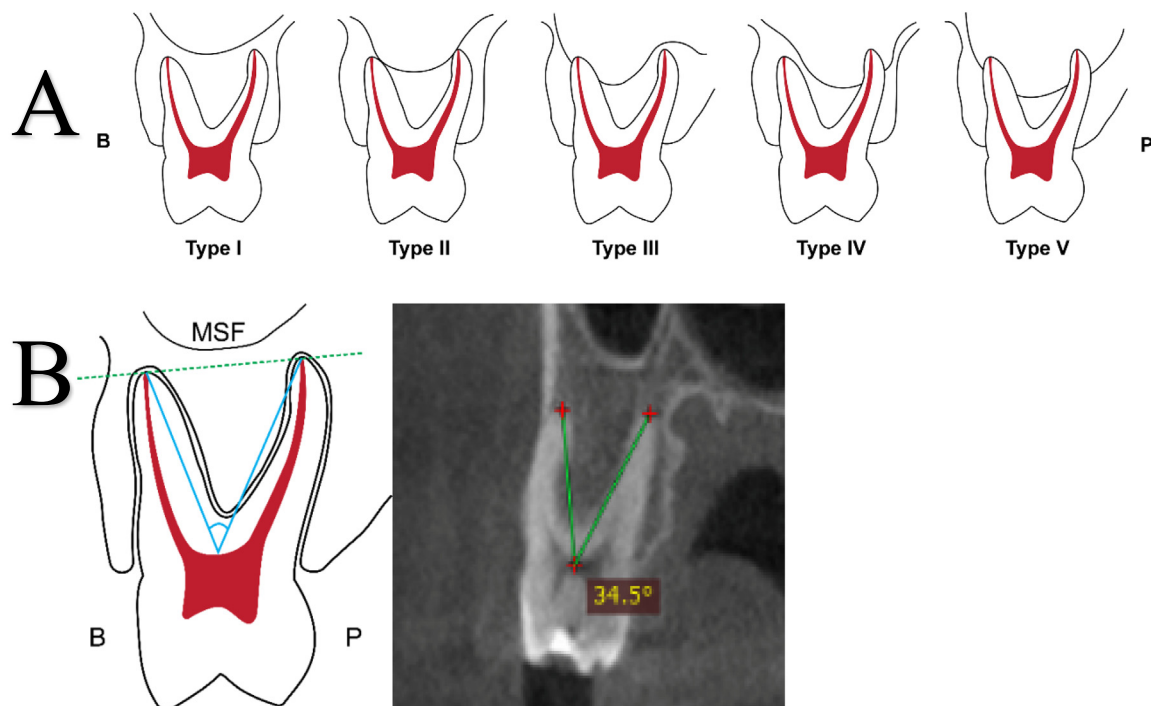 A
B
P
Type I
Type II
Type III
Type IV
Type V
B
MSF
B
P
34.5°